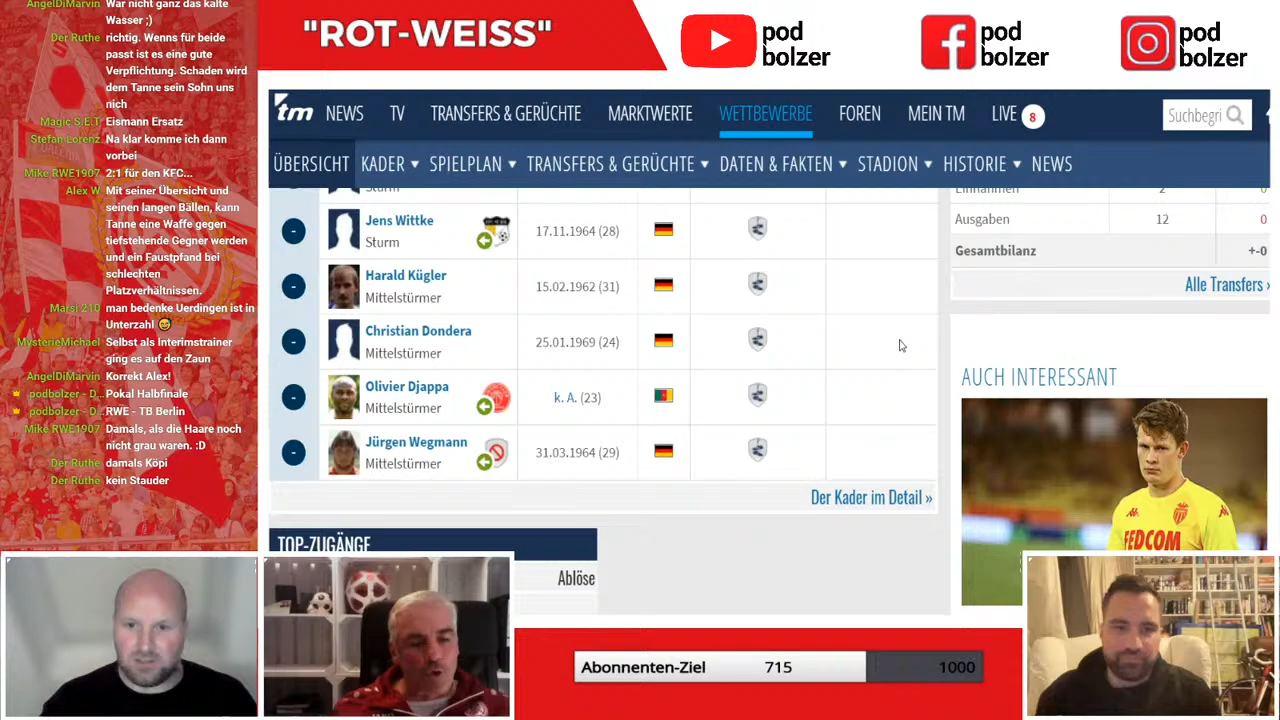 AngelDiMarvin War nicht ganz das kalte
Wasser ;)
Der Ruthe richtig. Wenns für beide
passt ist es eine gute
Verpflichtung. Schaden wird
dem Tanne sein Sohn uns
nich
Magic S.E.T Eismann Ersatz
Stefan Lorenz Na klar komme ich dann
vorbei
Mike RWE1907 2:1 für den KFC...
Alex W Mit seiner Übersicht und
seinen langen Bällen, kann
Tanne eine Waffe gegen
tiefstehende Gegner werden
und ein Faustpfand bei
schlechten
Platzverhältnissen.
Marsi 210 man bedenke Uerdingen ist in
Unterzahl 😅
MysterieMichael Selbst als Interimstrainer
ging es auf den Zaun
AngelDiMarvin Korrekt Alex!
podbolzer - D... Pokal Halbfinale
podbolzer - D... RWE - TB Berlin
Mike RWE1907 Damals, als die Haare noch
nicht grau waren. :D
Der Ruthe damals Köpi
Der Ruthe kein Stauder
"ROT-WEISS"
pod
bolzer
pod
bolzer
pod
bolzer
tm NEWS TV TRANSFERS & GERÜCHTE MARKTWERTE WETTBEWERBE FOREN MEIN TM LIVE 8 Suchbegri
ÜBERSICHT KADER SPIELPLAN TRANSFERS & GERÜCHTE DATEN & FAKTEN STADION HISTORIE NEWS
Sturm
- Jens Wittke 17.11.1964 (28)
Sturm
- Harald Kügler 15.02.1962 (31)
Mittelstürmer
- Christian Dondera 25.01.1969 (24)
Mittelstürmer
- Olivier Djappa k. A. (23)
Mittelstürmer
- Jürgen Wegmann 31.03.1964 (29)
Mittelstürmer
Der Kader im Detail »
TOP-ZUGÄNGE
Ablöse
Einnahmen 2 0
Ausgaben 12 0
Gesamtbilanz +-0
Alle Transfers »
AUCH INTERESSANT
FEDCOM
Abonnenten-Ziel 715 1000